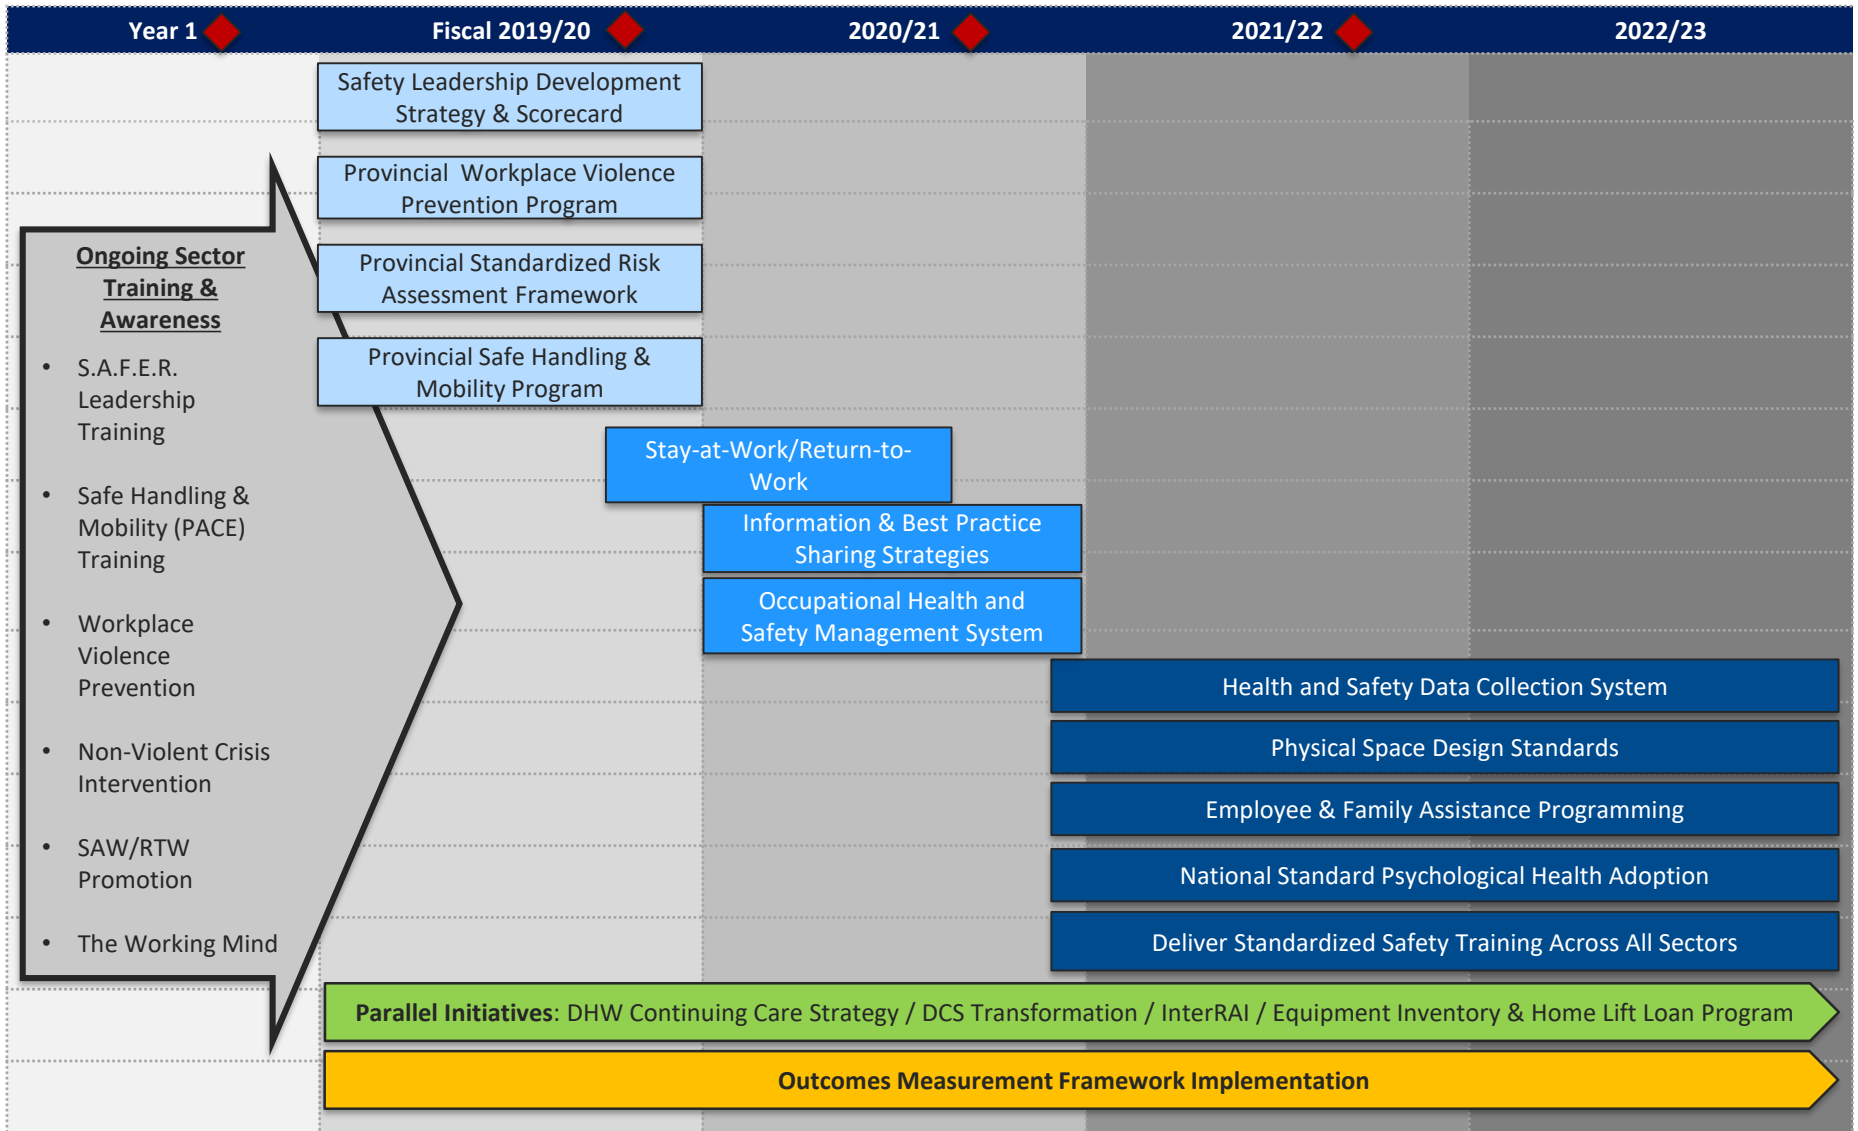 Year 1
Fiscal 2019/20
2020/21
2021/22
2022/23
Safety Leadership Development
Strategy & Scorecard
Provincial Workplace Violence
Prevention Program
Provincial Standardized Risk
Assessment Framework
Provincial Safe Handling &
Mobility Program
Ongoing Sector
Training &
Awareness
• S.A.F.E.R.
Leadership
Training
• Safe Handling &
Mobility (PACE)
Training
• Workplace
Violence
Prevention
• Non-Violent Crisis
Intervention
• SAW/RTW
Promotion
• The Working Mind
Stay-at-Work/Return-to-
Work
Information & Best Practice
Sharing Strategies
Occupational Health and
Safety Management System
Health and Safety Data Collection System
Physical Space Design Standards
Employee & Family Assistance Programming
National Standard Psychological Health Adoption
Deliver Standardized Safety Training Across All Sectors
Parallel Initiatives: DHW Continuing Care Strategy / DCS Transformation / InterRAI / Equipment Inventory & Home Lift Loan Program
Outcomes Measurement Framework Implementation